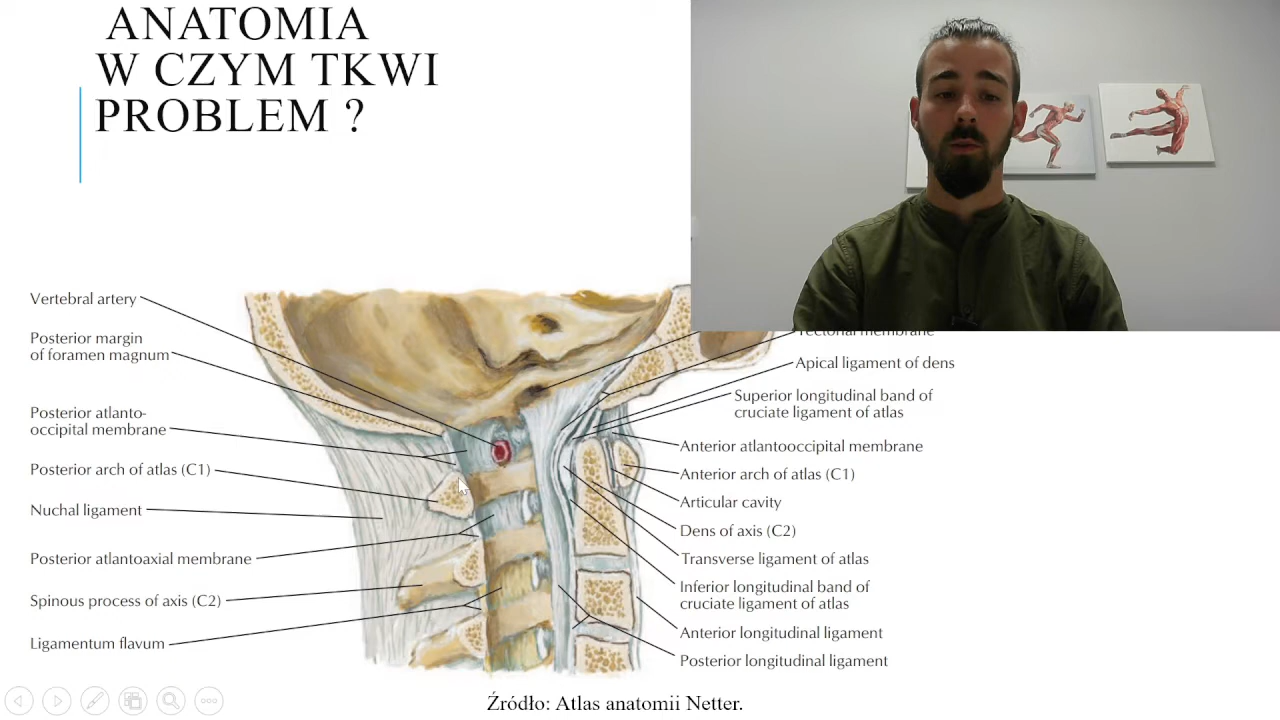 ANATOMIA
W CZYM TKWI
PROBLEM ?
Vertebral artery
Posterior margin
of foramen magnum
Posterior atlanto-
occipital membrane
Posterior arch of atlas (C1)
Nuchal ligament
Posterior atlantoaxial membrane
Spinous process of axis (C2)
Ligamentum flavum
Tectorial membrane
Apical ligament of dens
Superior longitudinal band of
cruciate ligament of atlas
Anterior atlantooccipital membrane
Anterior arch of atlas (C1)
Articular cavity
Dens of axis (C2)
Transverse ligament of atlas
Inferior longitudinal band of
cruciate ligament of atlas
Anterior longitudinal ligament
Posterior longitudinal ligament
Źródło: Atlas anatomii Netter.